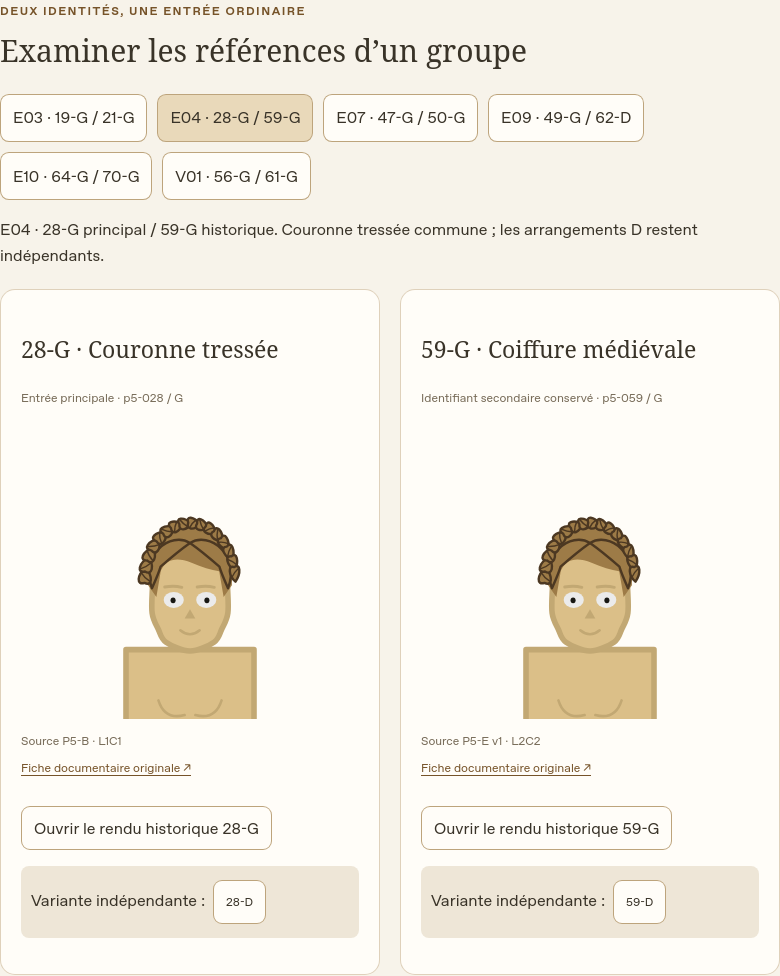 DEUX IDENTITÉS, UNE ENTRÉE ORDINAIRE
Examiner les références d’un groupe
E03 · 19-G / 21-G
E04 · 28-G / 59-G
E07 · 47-G / 50-G
E09 · 49-G / 62-D
E10 · 64-G / 70-G
V01 · 56-G / 61-G
E04 · 28-G principal / 59-G historique. Couronne tressée commune ; les arrangements D restent
indépendants.
28-G · Couronne tressée
Entrée principale · p5-028 / G
Source P5-B · L1C1
Fiche documentaire originale ↗
Ouvrir le rendu historique 28-G
Variante indépendante :
28-D
59-G · Coiffure médiévale
Identifiant secondaire conservé · p5-059 / G
Source P5-E v1 · L2C2
Fiche documentaire originale ↗
Ouvrir le rendu historique 59-G
Variante indépendante :
59-D